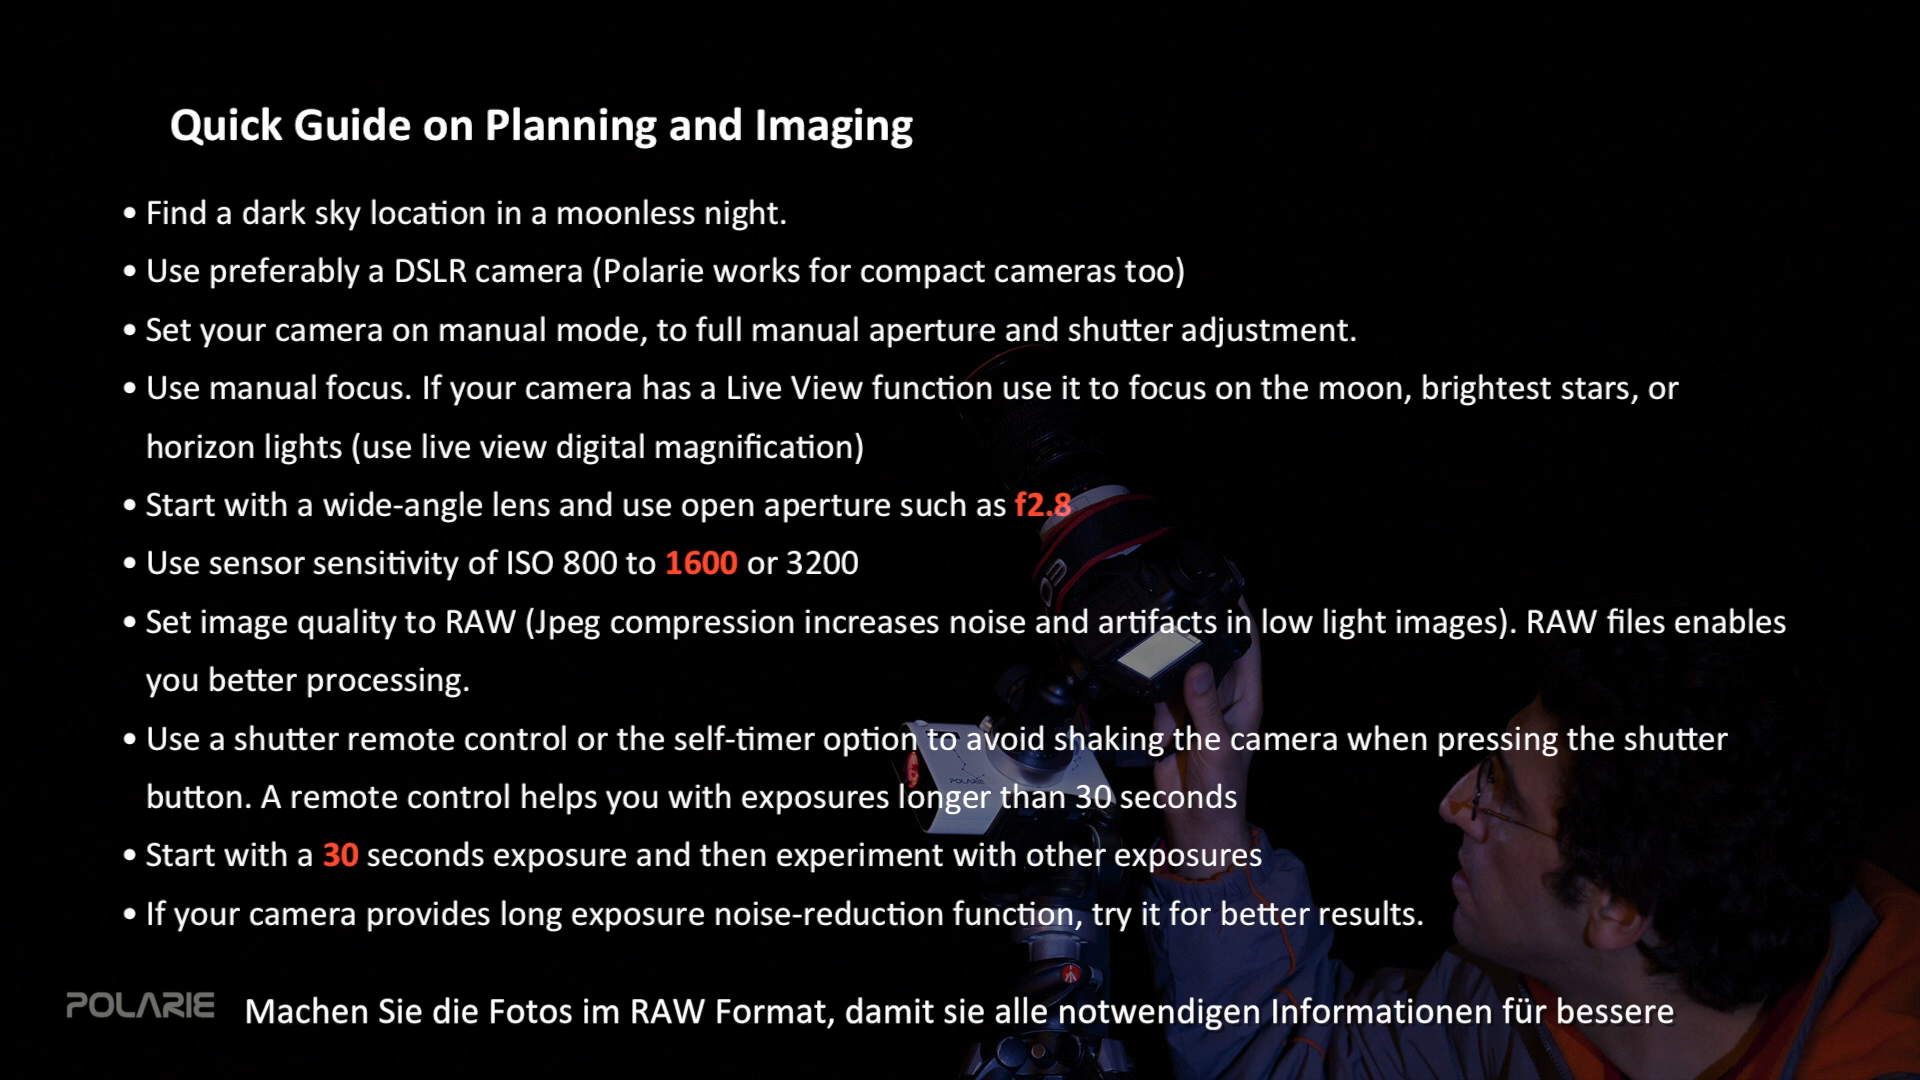 Quick Guide on Planning and Imaging
• Find a dark sky location in a moonless night.
• Use preferably a DSLR camera (Polarie works for compact cameras too)
• Set your camera on manual mode, to full manual aperture and shutter adjustment.
• Use manual focus. If your camera has a Live View function use it to focus on the moon, brightest stars, or
horizon lights (use live view digital magnification)
• Start with a wide-angle lens and use open aperture such as f2.8
• Use sensor sensitivity of ISO 800 to 1600 or 3200
• Set image quality to RAW (Jpeg compression increases noise and artifacts in low light images). RAW files enables
you better processing.
• Use a shutter remote control or the self-timer option to avoid shaking the camera when pressing the shutter
button. A remote control helps you with exposures longer than 30 seconds
POLARIE
• Start with a 30 seconds exposure and then experiment with other exposures
• If your camera provides long exposure noise-reduction function, try it for better results.
POLARIE
Machen Sie die Fotos im RAW Format, damit sie alle notwendigen Informationen für bessere